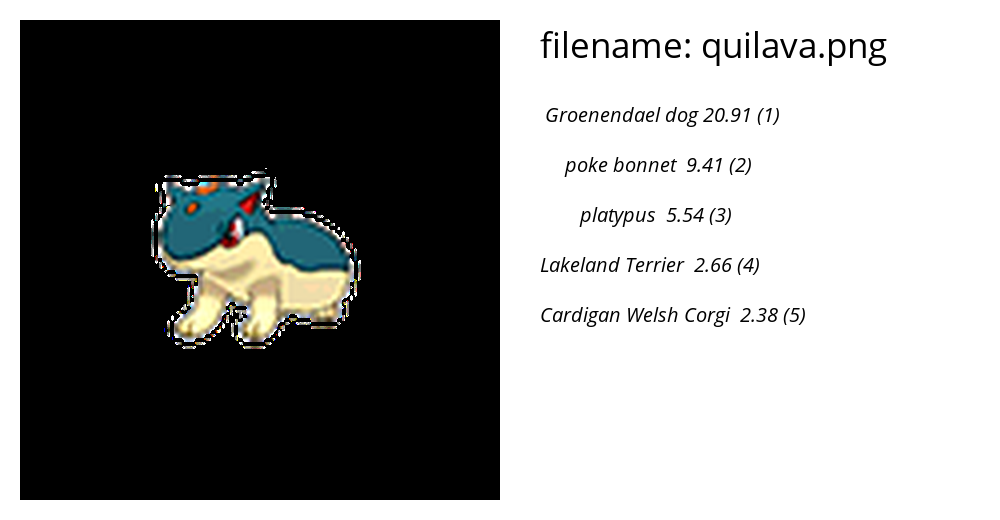 filename: quilava.png
Groenendael dog 20.91 (1)
poke bonnet 9.41 (2)
platypus 5.54 (3)
Lakeland Terrier 2.66 (4)
Cardigan Welsh Corgi 2.38 (5)